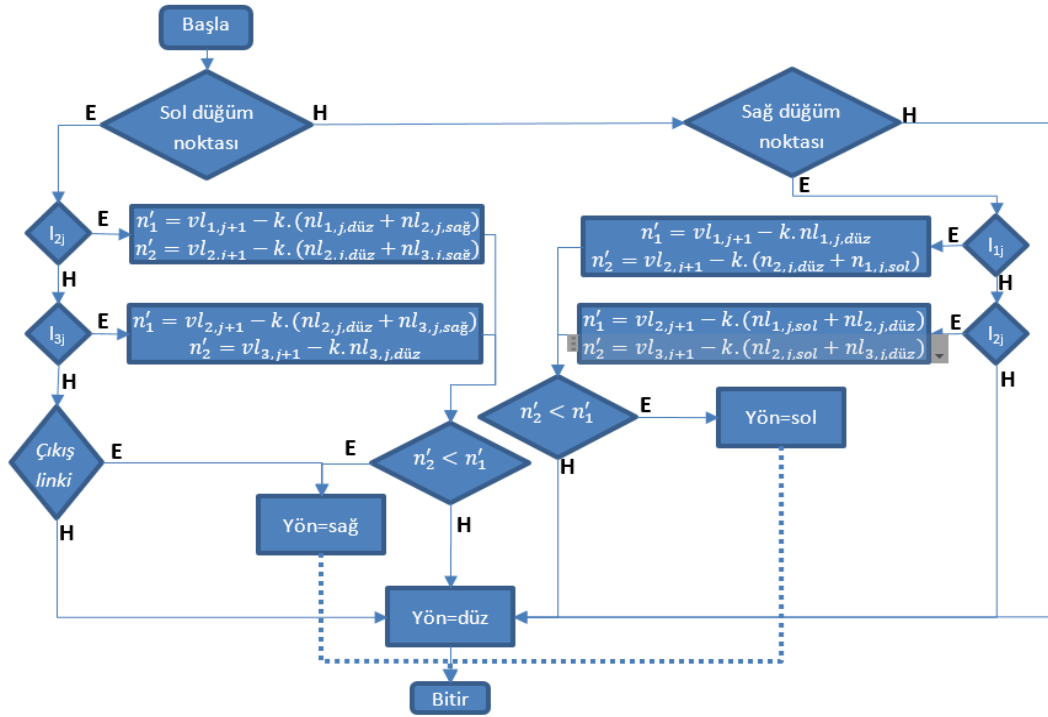 Başla
E
Sol düğüm
noktası
H
Sağ düğüm
noktası
H
E
l2j
E
n′1 = vl1,j+1 − k.(nl1,j,düz + nl2,j,sağ)
n′2 = vl2,j+1 − k.(nl2,j,düz + nl3,j,sağ)
H
l3j
E
n′1 = vl2,j+1 − k.(nl2,j,düz + nl3,j,sağ)
n′2 = vl3,j+1 − k.nl3,j,düz
H
n′1 = vl1,j+1 − k.nl1,j,düz
n′2 = vl2,j+1 − k.(n2,j,düz + n1,j,sol)
E
l1j
H
n′1 = vl2,j+1 − k.(nl1,j,sol + nl2,j,düz)
n′2 = vl3,j+1 − k.(nl2,j,sol + nl3,j,düz)
E
l2j
H
Çıkış
linki
E
H
E
n′2 < n′1
H
n′2 < n′1
E
H
Yön=sol
Yön=sağ
Yön=düz
Bitir